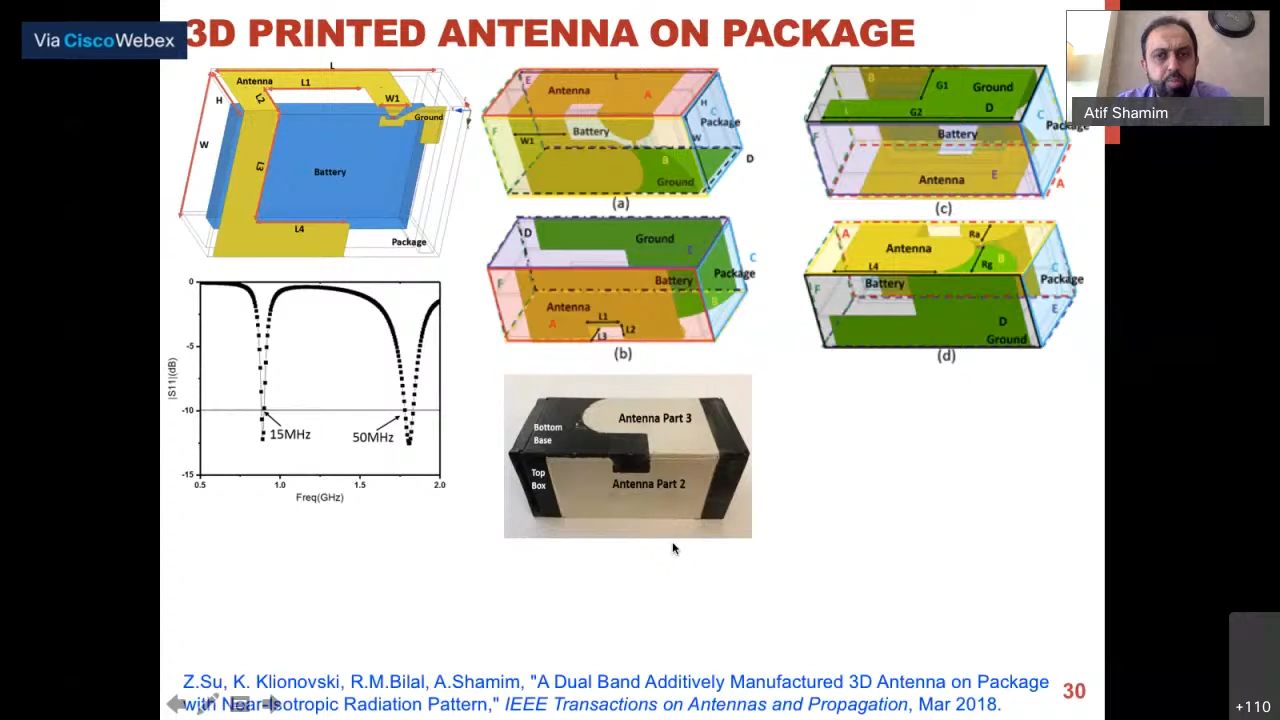 Via Cisco Webex
3D PRINTED ANTENNA ON PACKAGE
Atif Shamim
L
Antenna
L1
L2
H
W1
Ground
W
L3
Battery
L4
Package
E
Antenna
L
A
H
C
Package
F
Battery
W1
W
B
D
Ground
(a)
B
G1
Ground
G2
D
C
Package
F
Battery
Antenna
E
A
(c)
D
Ground
E
C
Package
F
Battery
B
Antenna
A
L1
L2
L3
(b)
A
Ra
Antenna
B
Rg
L4
C
Package
F
Battery
E
D
Ground
(d)
0
-5
-10
-15
|S11|(dB)
15MHz
50MHz
0.5
1.0
1.5
2.0
Freq(GHz)
Antenna Part 3
Bottom
Base
Top
Box
Antenna Part 2
Z.Su, K. Klionovski, R.M.Bilal, A.Shamim, "A Dual Band Additively Manufactured 3D Antenna on Package
with Near-Isotropic Radiation Pattern," IEEE Transactions on Antennas and Propagation, Mar 2018.
30
+110